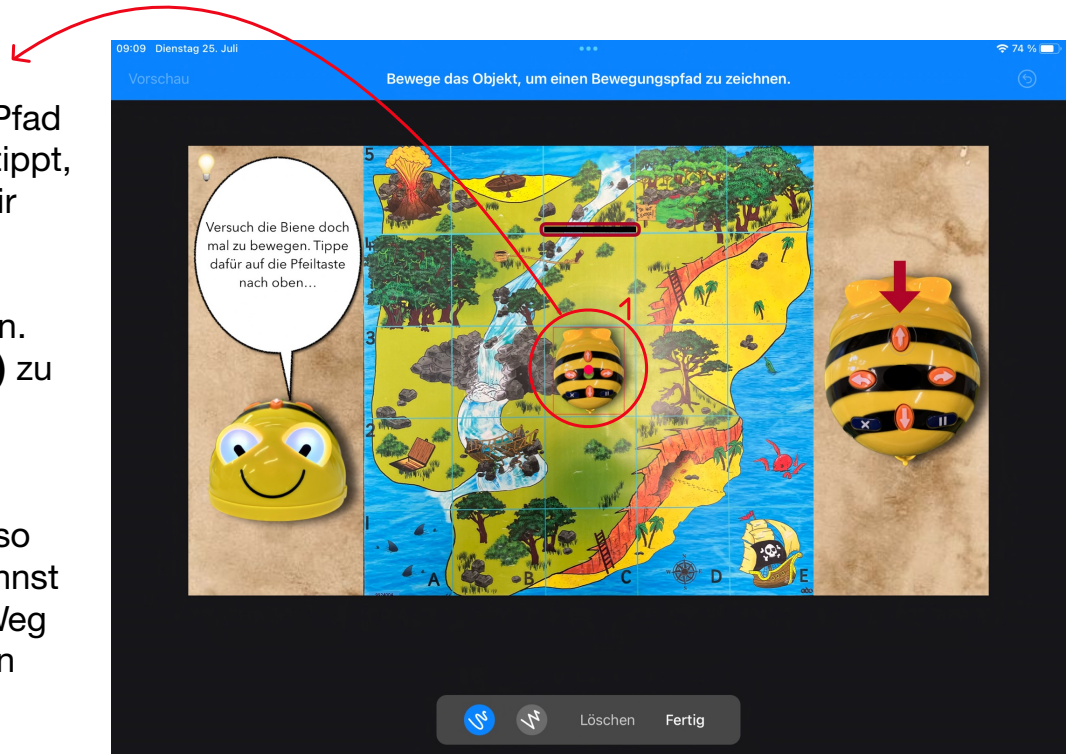 09:09 Dienstag 25. Juli
74 %
Vorschau
Bewege das Objekt, um einen Bewegungspfad zu zeichnen.
Pfad
tippt,
ir
n.
) zu
so
nnst
Weg
n
Versuch die Biene doch
mal zu bewegen. Tippe
dafür auf die Pfeiltaste
nach oben…
5
4
3
2
1
A
B
C
D
E
1
X
II
Löschen
Fertig